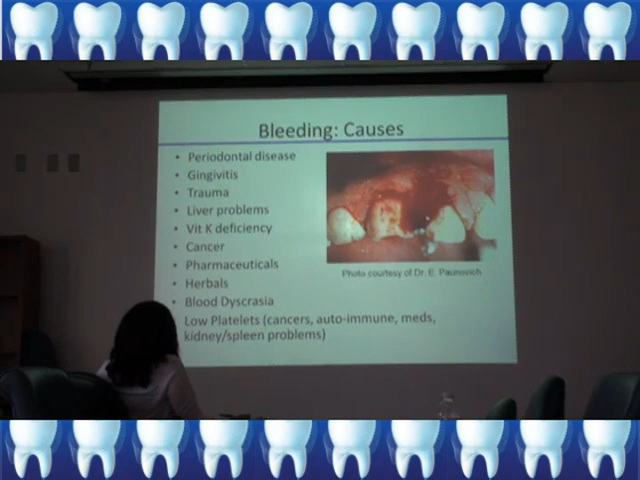 Bleeding: Causes
• Periodontal disease
• Gingivitis
• Trauma
• Liver problems
• Vit K deficiency
• Cancer
• Pharmaceuticals
• Herbals
• Blood Dyscrasia
Low Platelets (cancers, auto-immune, meds,
kidney/spleen problems)
Photo courtesy of Dr. E. Paunovich